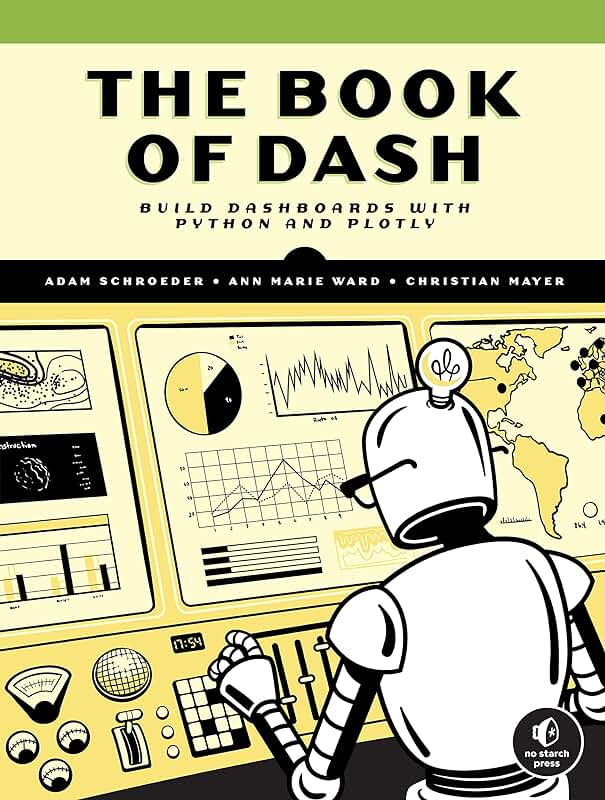 THE BOOK
OF DASH
BUILD DASHBOARDS WITH
PYTHON AND PLOTLY
ADAM SCHROEDER • ANN MARIE WARD • CHRISTIAN MAYER
17:54
no starch
press